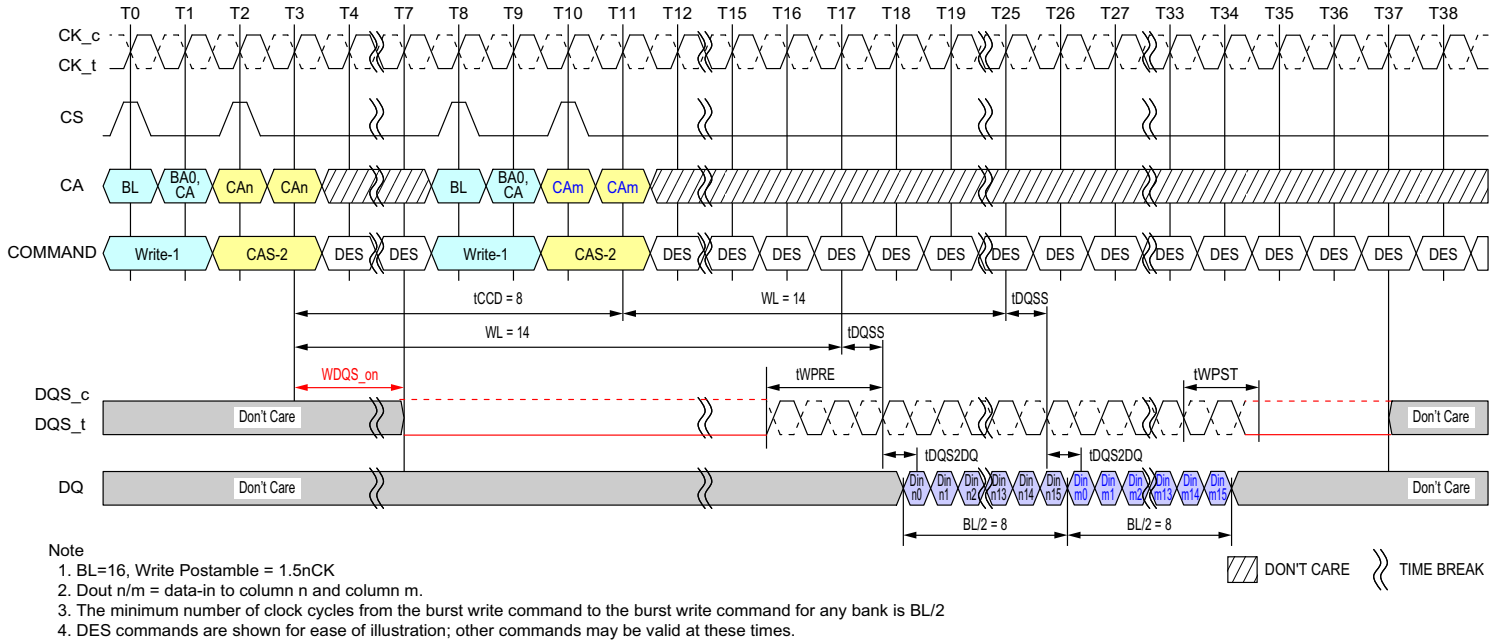 T0 T1 T2 T3 T4 T7 T8 T9 T10 T11 T12 T15 T16 T17 T18 T19 T25 T26 T27 T33 T34 T35 T36 T37 T38
CK_c
CK_t
CS
CA BL BA0, CA CAn CAn BL BA0, CA CAm CAm
COMMAND Write-1 CAS-2 DES DES Write-1 CAS-2 DES DES DES DES DES DES DES DES DES DES DES DES DES DES DES
tCCD = 8 WL = 14 tDQSS
WL = 14 tDQSS
WDQS_on tWPRE tWPST
DQS_c
DQS_t Don't Care Don't Care
tDQS2DQ tDQS2DQ
DQ Don't Care Din n0 Din n1 Din n2 Din n13 Din n14 Din n15 Din m0 Din m1 Din m2 Din m13 Din m14 Din m15 Don't Care
BL/2 = 8 BL/2 = 8
Note
1. BL=16, Write Postamble = 1.5nCK
2. Dout n/m = data-in to column n and column m.
3. The minimum number of clock cycles from the burst write command to the burst write command for any bank is BL/2
4. DES commands are shown for ease of illustration; other commands may be valid at these times.
DON'T CARE TIME BREAK